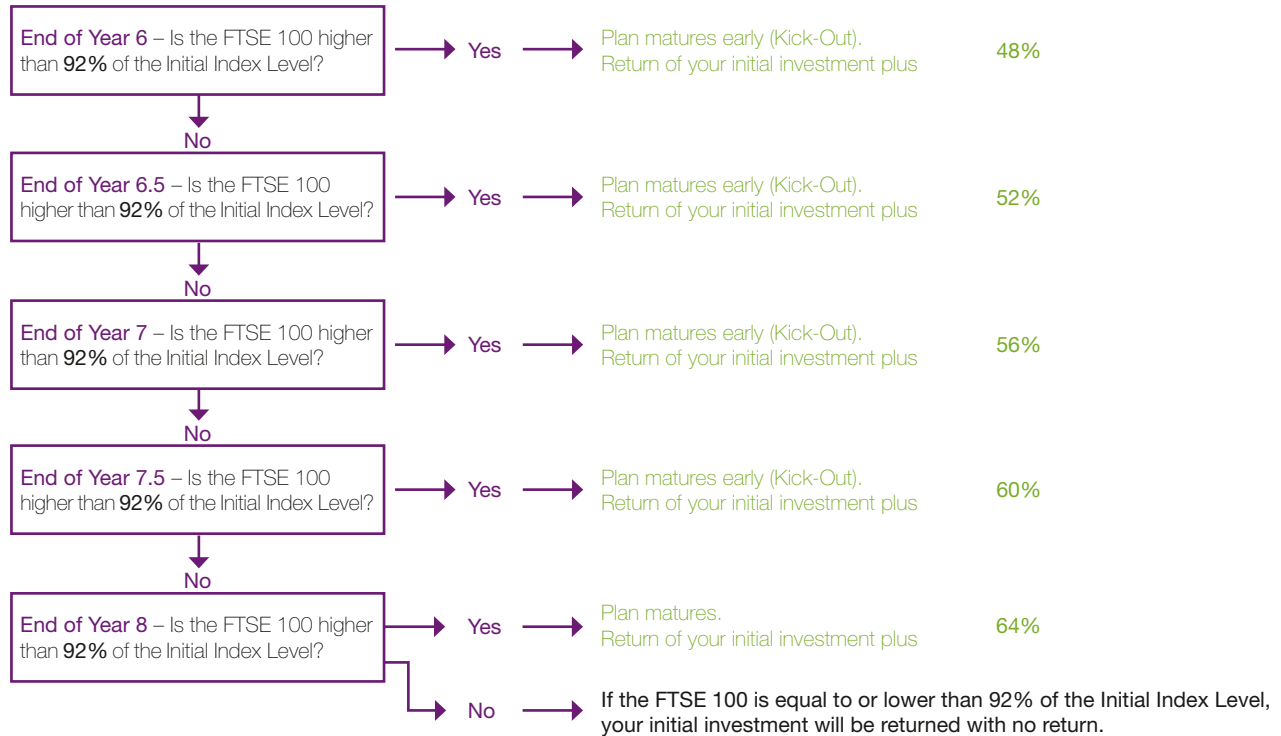 End of Year 6 – Is the FTSE 100 higher
than 92% of the Initial Index Level?
Yes
Plan matures early (Kick-Out).
Return of your initial investment plus
48%
No
End of Year 6.5 – Is the FTSE 100
higher than 92% of the Initial Index Level?
Yes
Plan matures early (Kick-Out).
Return of your initial investment plus
52%
No
End of Year 7 – Is the FTSE 100 higher
than 92% of the Initial Index Level?
Yes
Plan matures early (Kick-Out).
Return of your initial investment plus
56%
No
End of Year 7.5 – Is the FTSE 100
higher than 92% of the Initial Index Level?
Yes
Plan matures early (Kick-Out).
Return of your initial investment plus
60%
No
End of Year 8 – Is the FTSE 100 higher
than 92% of the Initial Index Level?
Yes
Plan matures.
Return of your initial investment plus
64%
No
If the FTSE 100 is equal to or lower than 92% of the Initial Index Level,
your initial investment will be returned with no return.